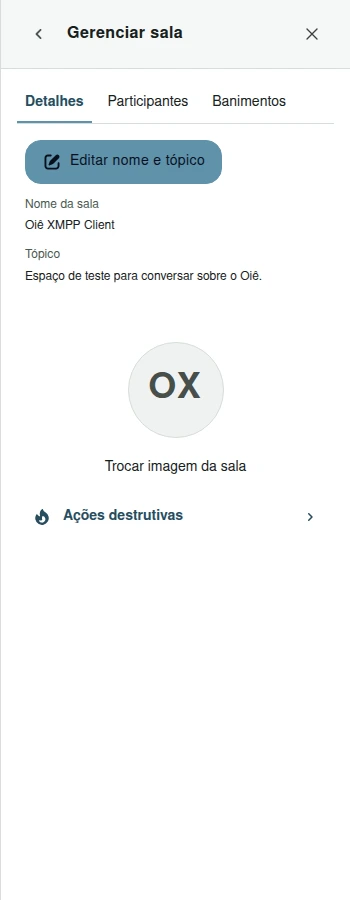 Gerenciar sala
Detalhes Participantes Banimentos
Editar nome e tópico
Nome da sala
Oiê XMPP Client
Tópico
Espaço de teste para conversar sobre o Oiê.
OX
Trocar imagem da sala
Ações destrutivas